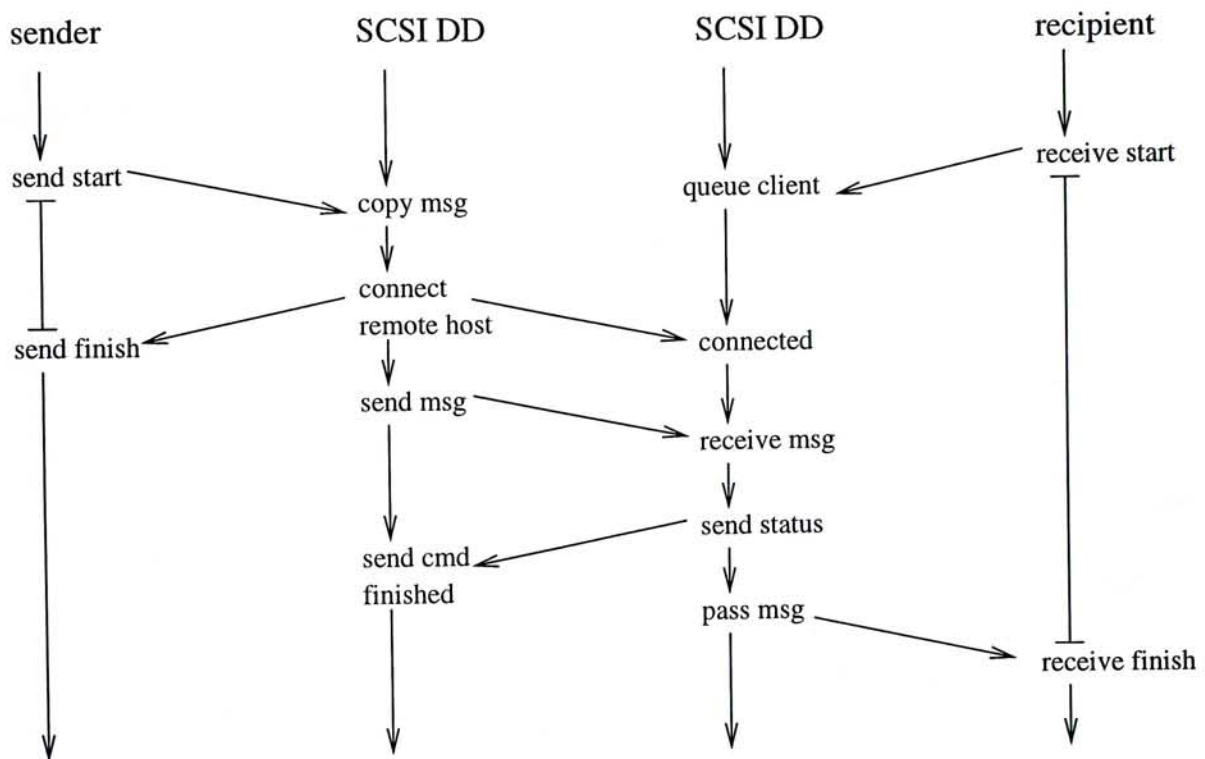 sender
SCSI DD
SCSI DD
recipient
send start
copy msg
queue client
receive start
connect
remote host
send finish
connected
send msg
receive msg
send status
send cmd
finished
pass msg
receive finish